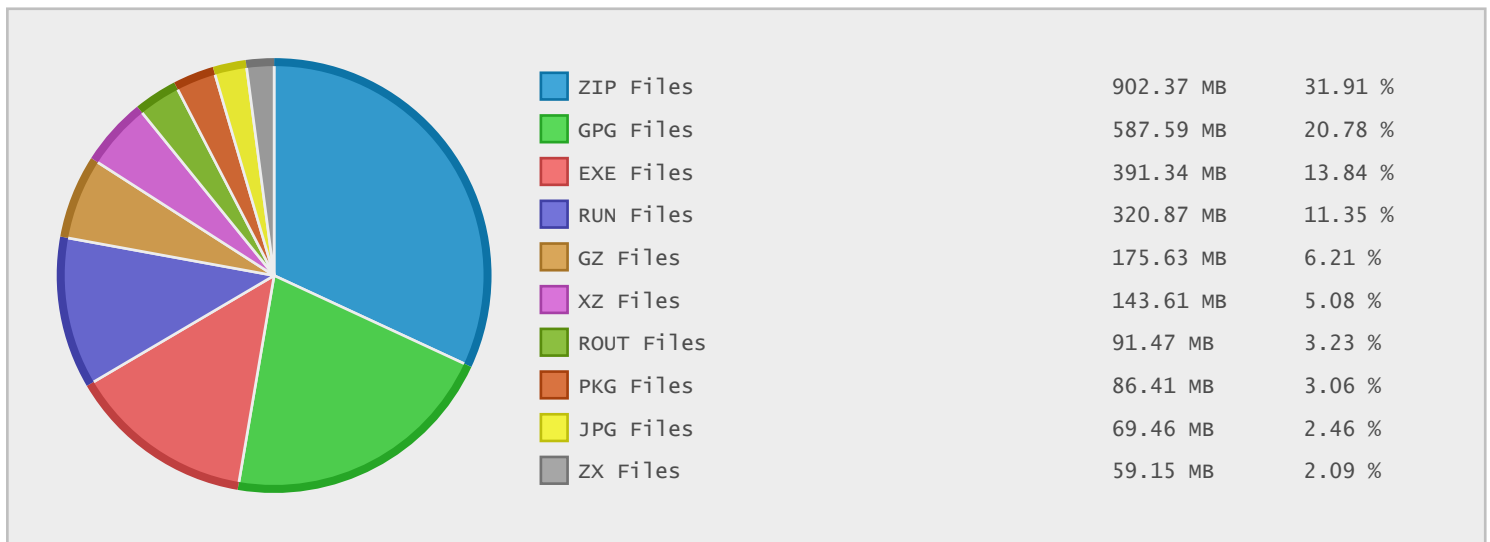 ZIP Files 902.37 MB 31.91 %
GPG Files 587.59 MB 20.78 %
EXE Files 391.34 MB 13.84 %
RUN Files 320.87 MB 11.35 %
GZ Files 175.63 MB 6.21 %
XZ Files 143.61 MB 5.08 %
ROUT Files 91.47 MB 3.23 %
PKG Files 86.41 MB 3.06 %
JPG Files 69.46 MB 2.46 %
ZX Files 59.15 MB 2.09 %